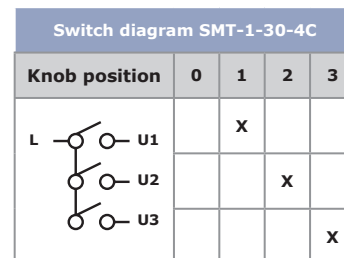 Switch diagram SMT-1-30-4C
Knob position 0 1 2 3
L U1 X
U2 X
U3 X